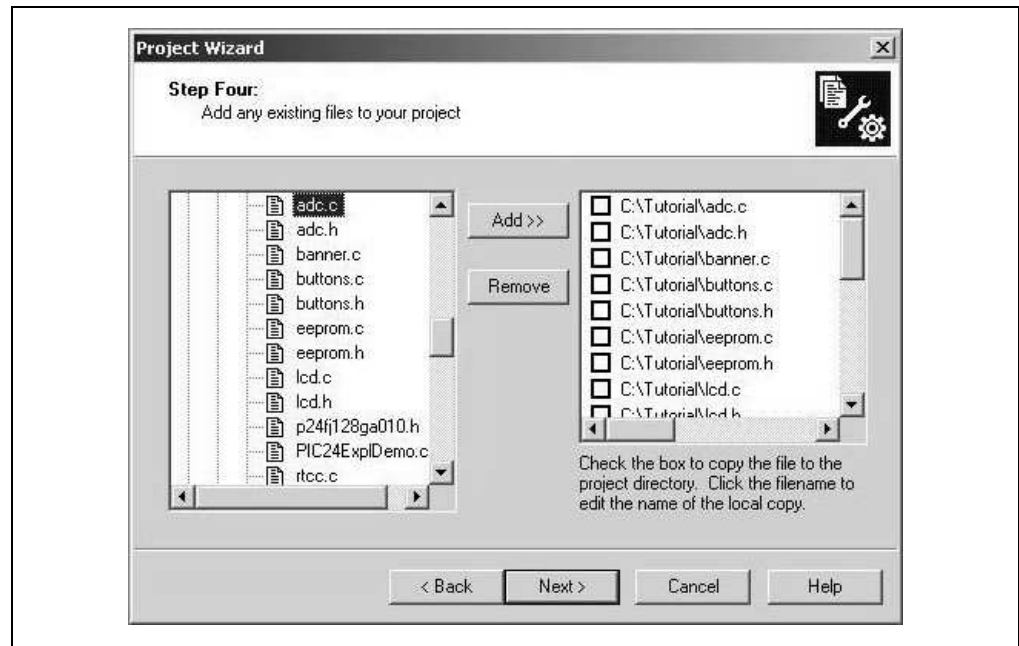 Project Wizard
Step Four:
Add any existing files to your project
adc.c
adc.h
banner.c
buttons.c
buttons.h
eeprom.c
eeprom.h
lcd.c
lcd.h
p24fj128ga010.h
PIC24ExplDemo.c
rtcc.c
Add >>
Remove
C:\Tutorial\adc.c
C:\Tutorial\adc.h
C:\Tutorial\banner.c
C:\Tutorial\buttons.c
C:\Tutorial\buttons.h
C:\Tutorial\eeprom.c
C:\Tutorial\eeprom.h
C:\Tutorial\lcd.c
C:\Tutorial\lcd.h
Check the box to copy the file to the
project directory. Click the filename to
edit the name of the local copy.
< Back
Next >
Cancel
Help